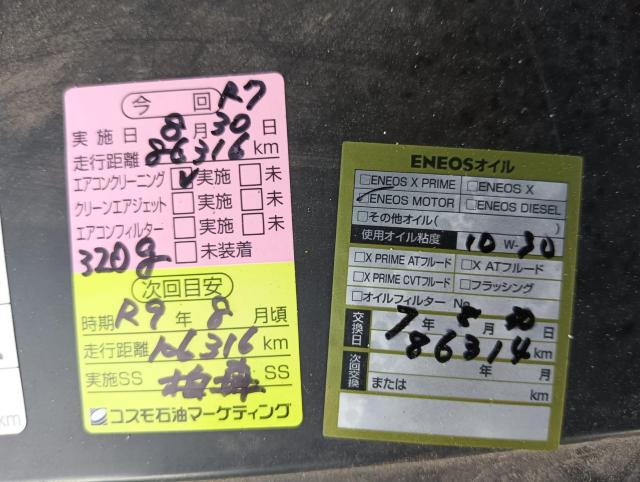 今回 R7
実施日 8月30日
走行距離 86316km
エアコンクリーニング 実施 未
クリーンエアジェット 実施 未
エアコンフィルター 実施 未
320g 未装着
次回目安
時期 R9年8月頃
走行距離 106316km
実施SS SS
コスモ石油マーケティング
ENEOSオイル
ENEOS X PRIME ENEOS X
ENEOS MOTOR ENEOS DIESEL
その他オイル(
使用オイル粘度 10 W-30
X PRIME ATフルード X ATフルード
X PRIME CVTフルード フラッシング
オイルフィルター No.
交換日 7年8月30日
86314km
次回交換 年 月
または km
km